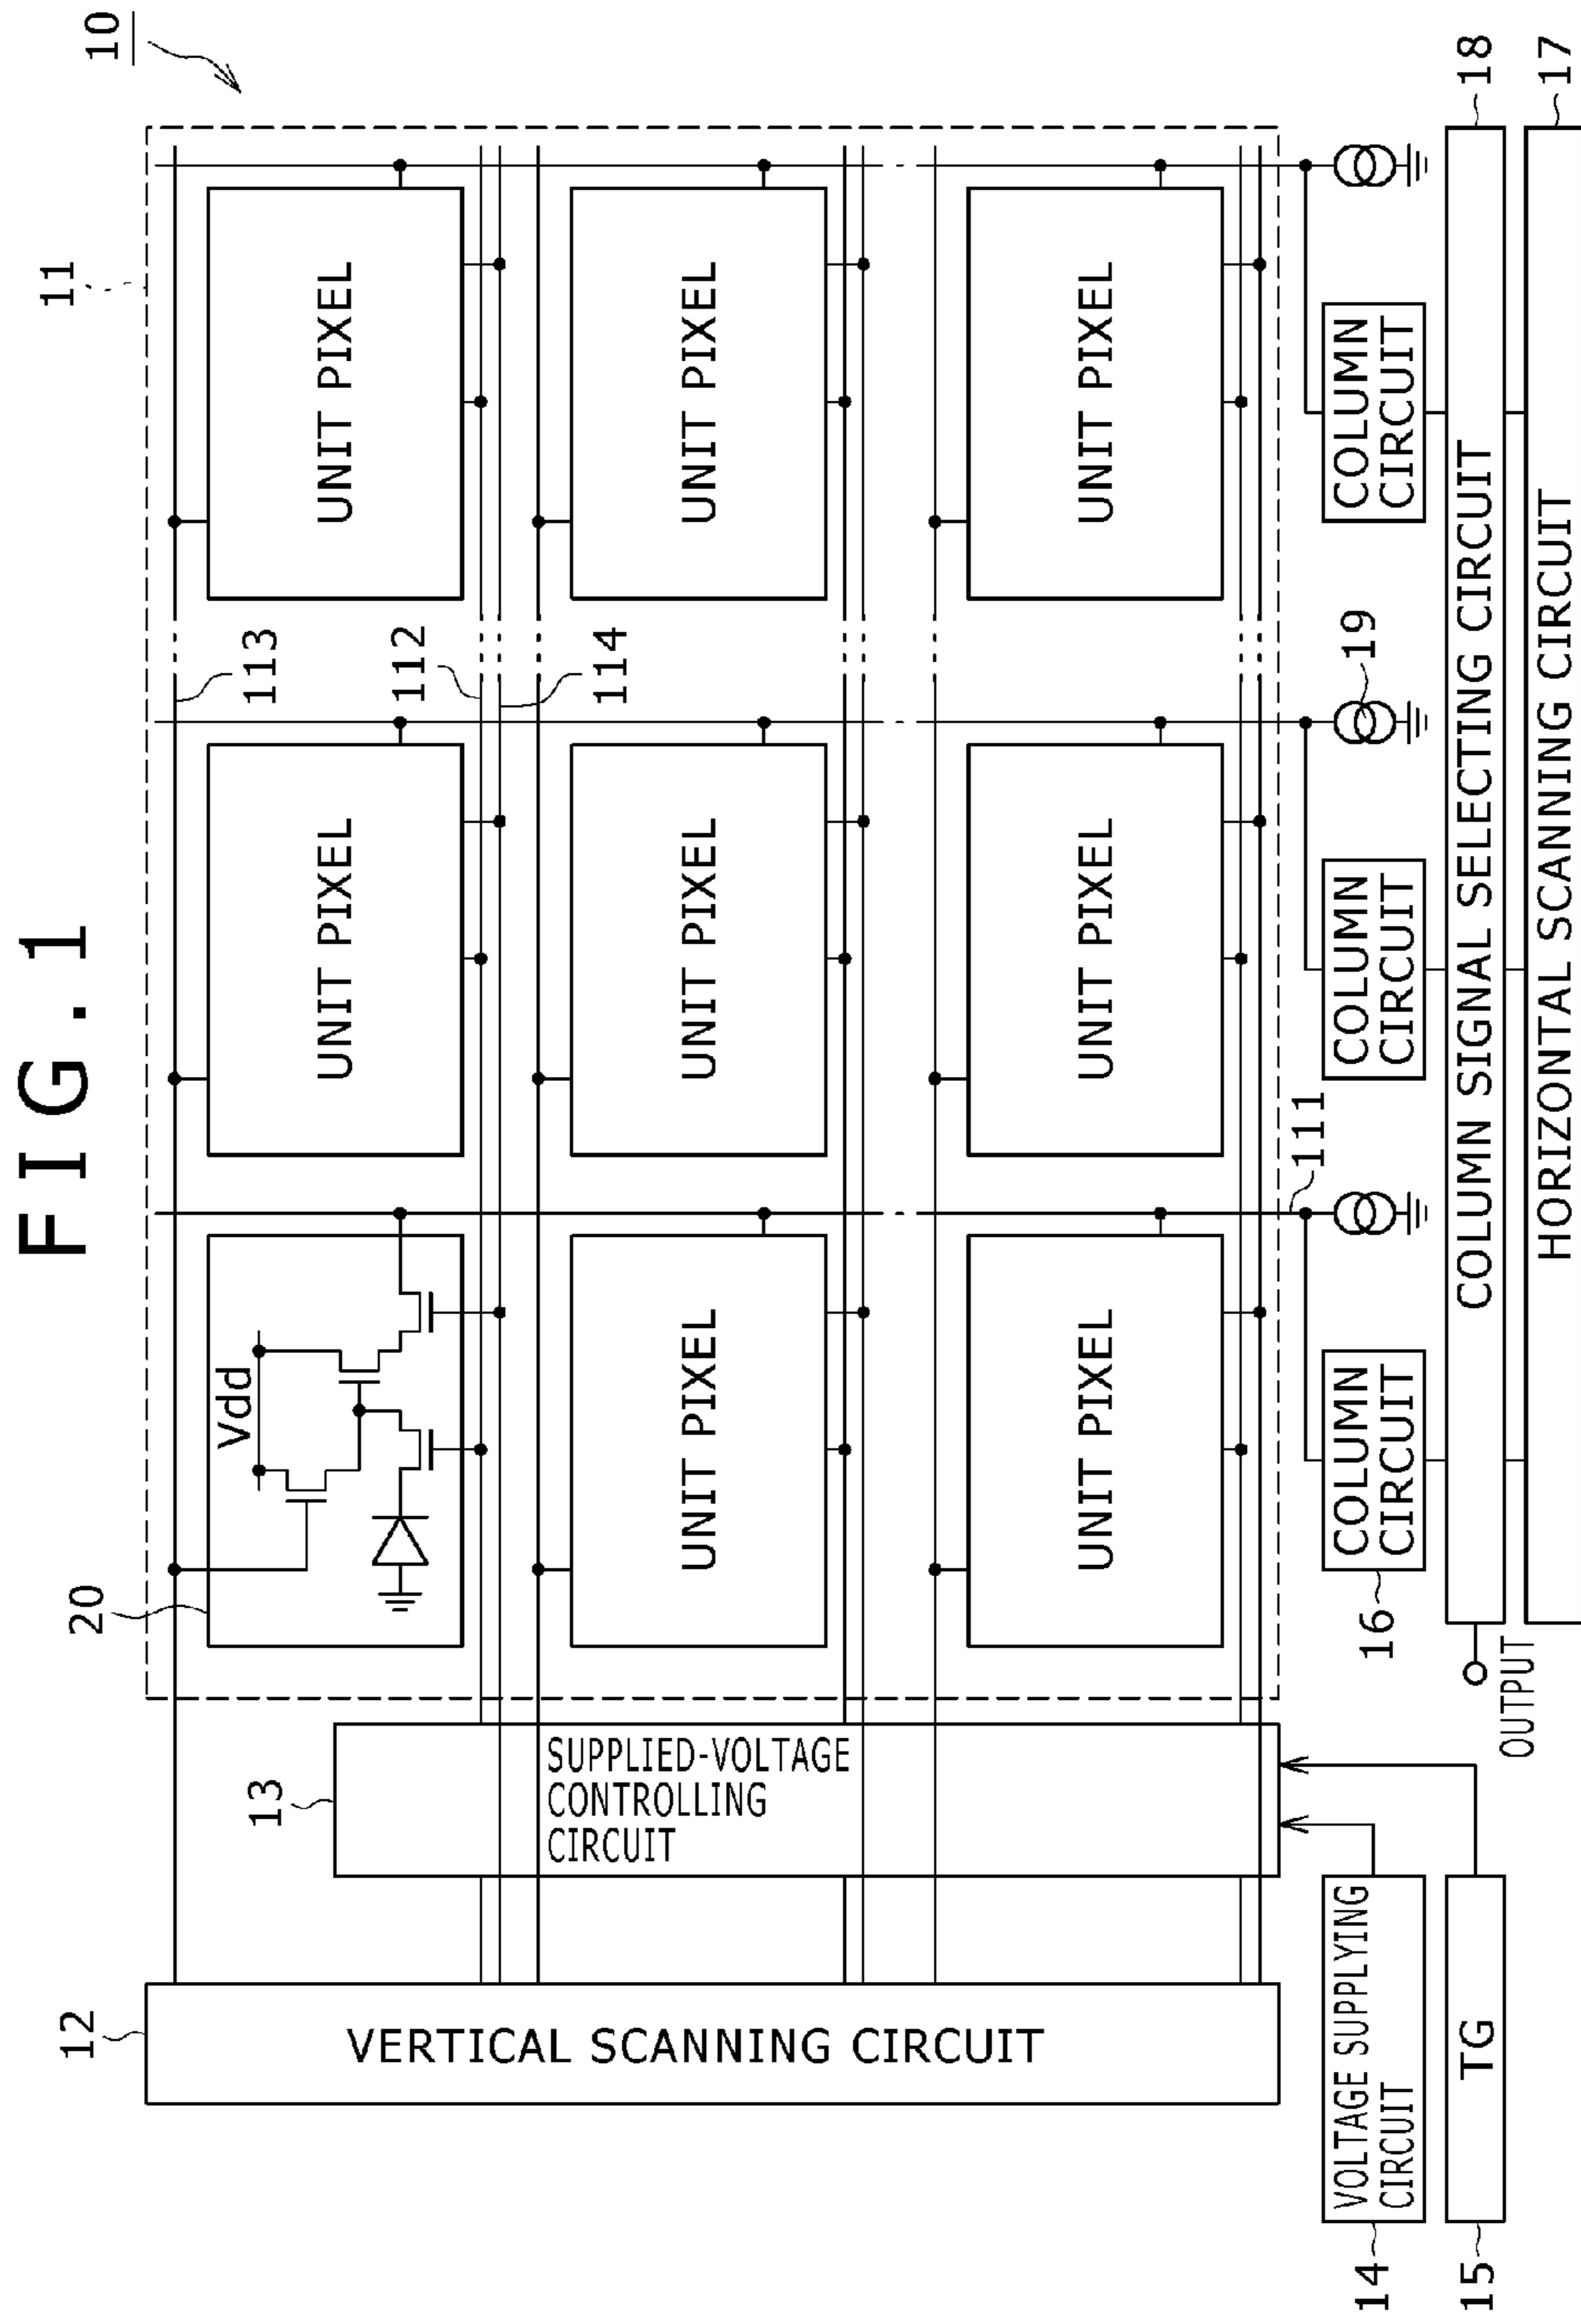 FIG.1
10
11
20
Vdd
UNIT PIXEL
UNIT PIXEL
113
112
114
UNIT PIXEL
UNIT PIXEL
UNIT PIXEL
UNIT PIXEL
UNIT PIXEL
UNIT PIXEL
12
VERTICAL SCANNING CIRCUIT
13
SUPPLIED-VOLTAGE
CONTROLLING
CIRCUIT
111
19
14
VOLTAGE SUPPLYING
CIRCUIT
16
COLUMN
CIRCUIT
COLUMN
CIRCUIT
COLUMN
CIRCUIT
15
TG
OUTPUT
COLUMN SIGNAL SELECTING CIRCUIT
18
HORIZONTAL SCANNING CIRCUIT
17